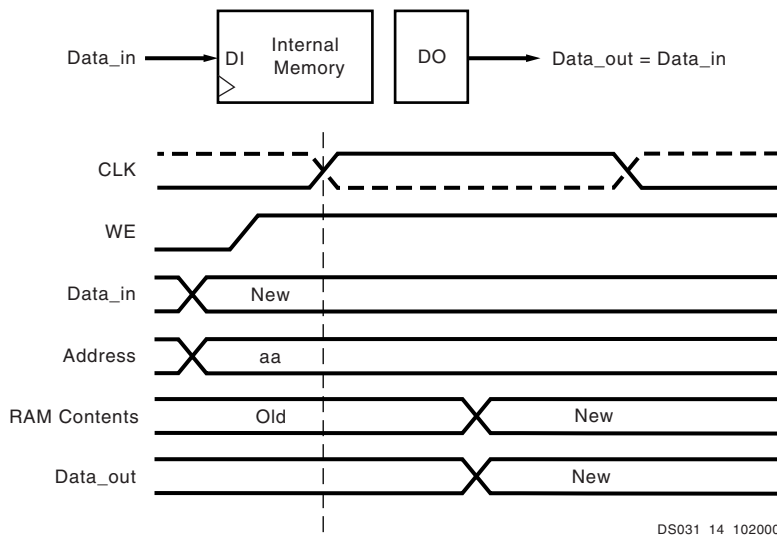 Data_in
DI
Internal
Memory
DO
Data_out = Data_in
CLK
WE
Data_in
New
Address
aa
RAM Contents
Old
New
Data_out
New
DS031_14_102000